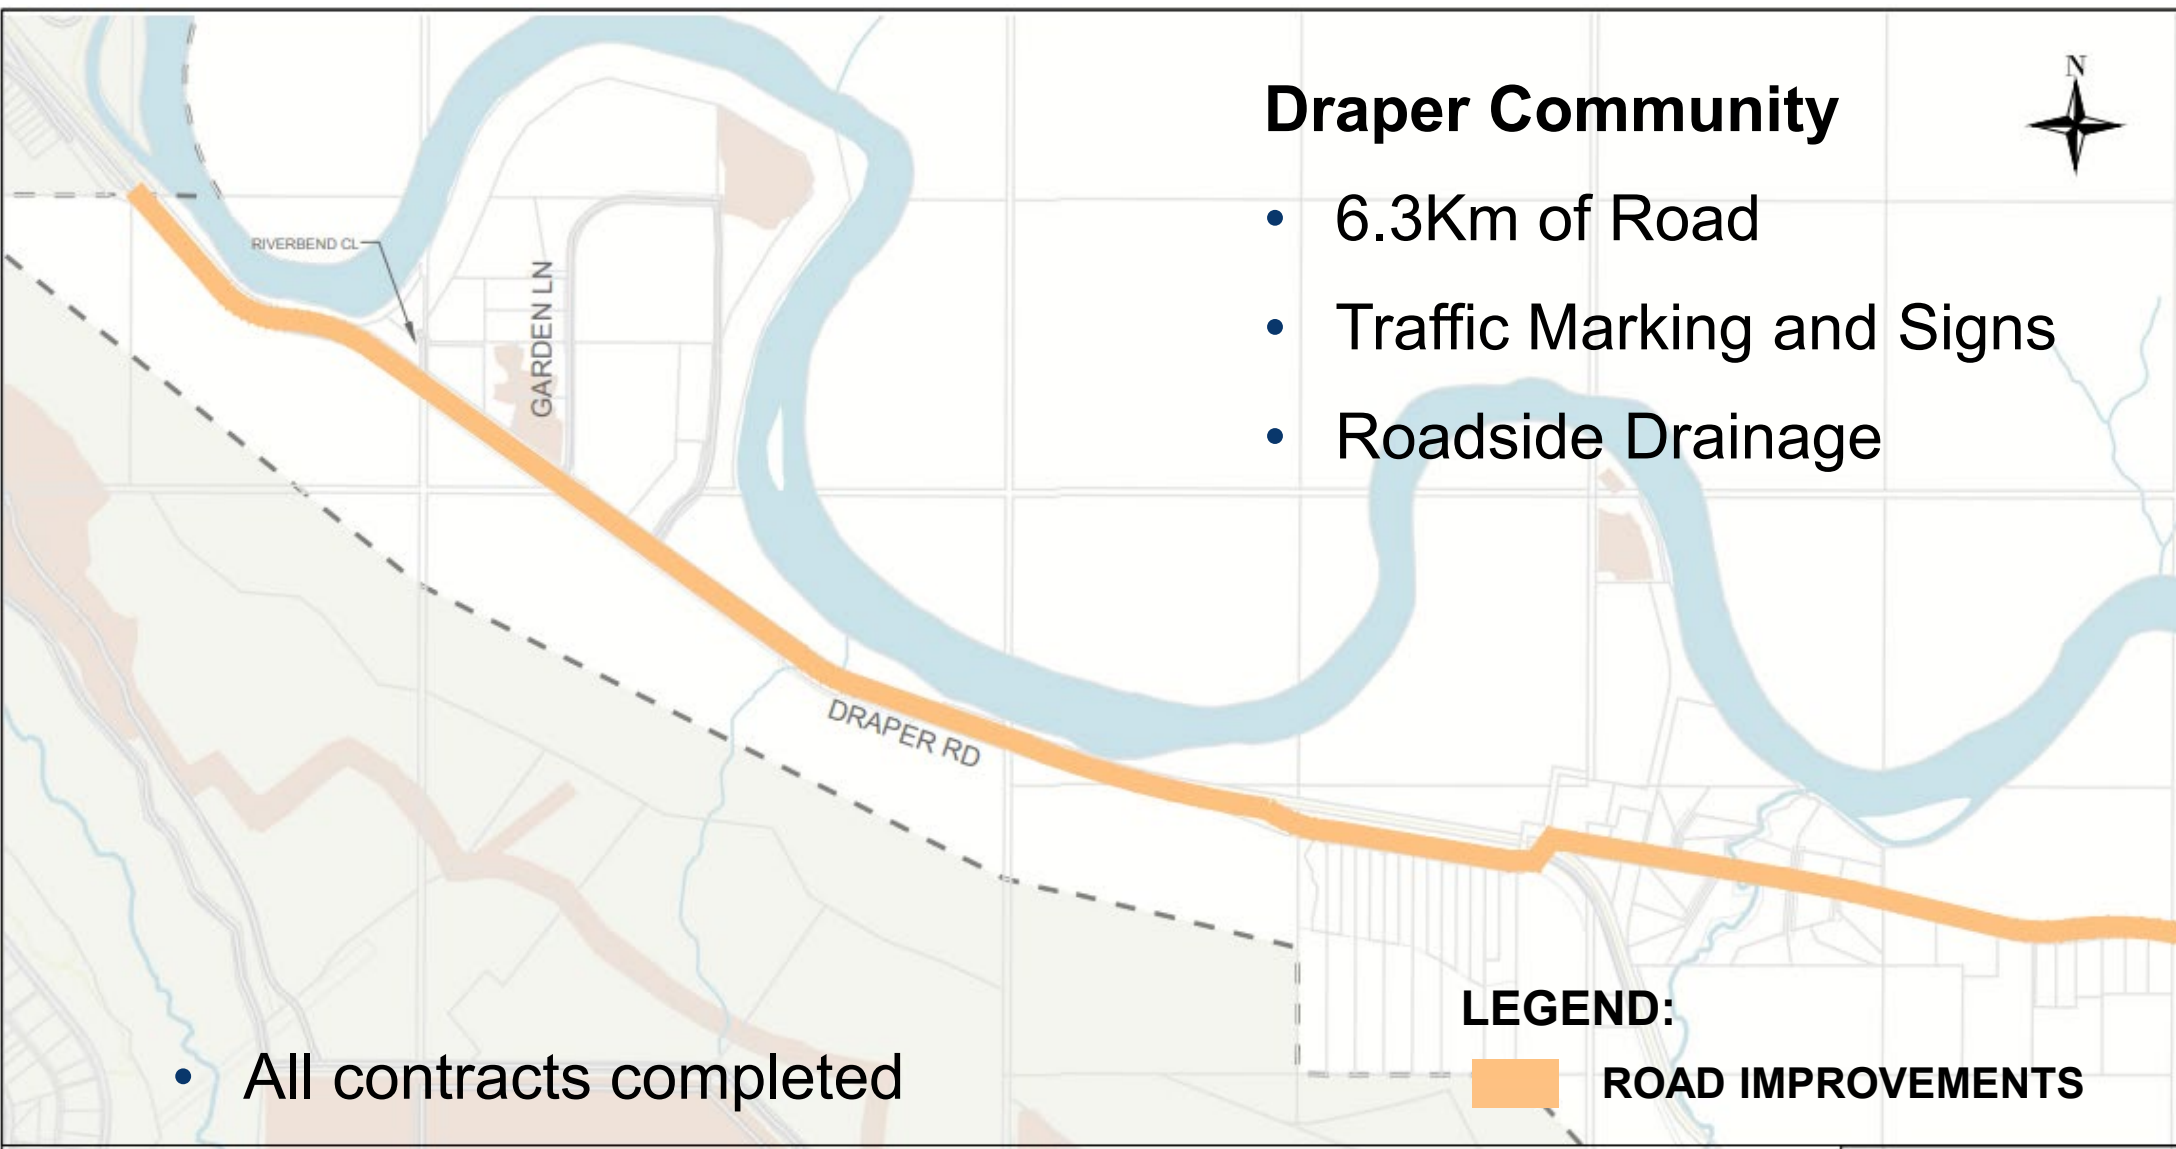 N
Draper Community
• 6.3Km of Road
• Traffic Marking and Signs
• Roadside Drainage
RIVERBEND CL
GARDEN LN
DRAPER RD
LEGEND:
ROAD IMPROVEMENTS
• All contracts completed